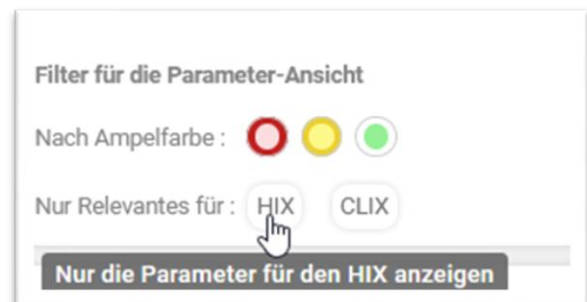 Filter für die Parameter-Ansicht
Nach Ampelfarbe :
Nur Relevantes für : HIX CLIX
Nur die Parameter für den HIX anzeigen